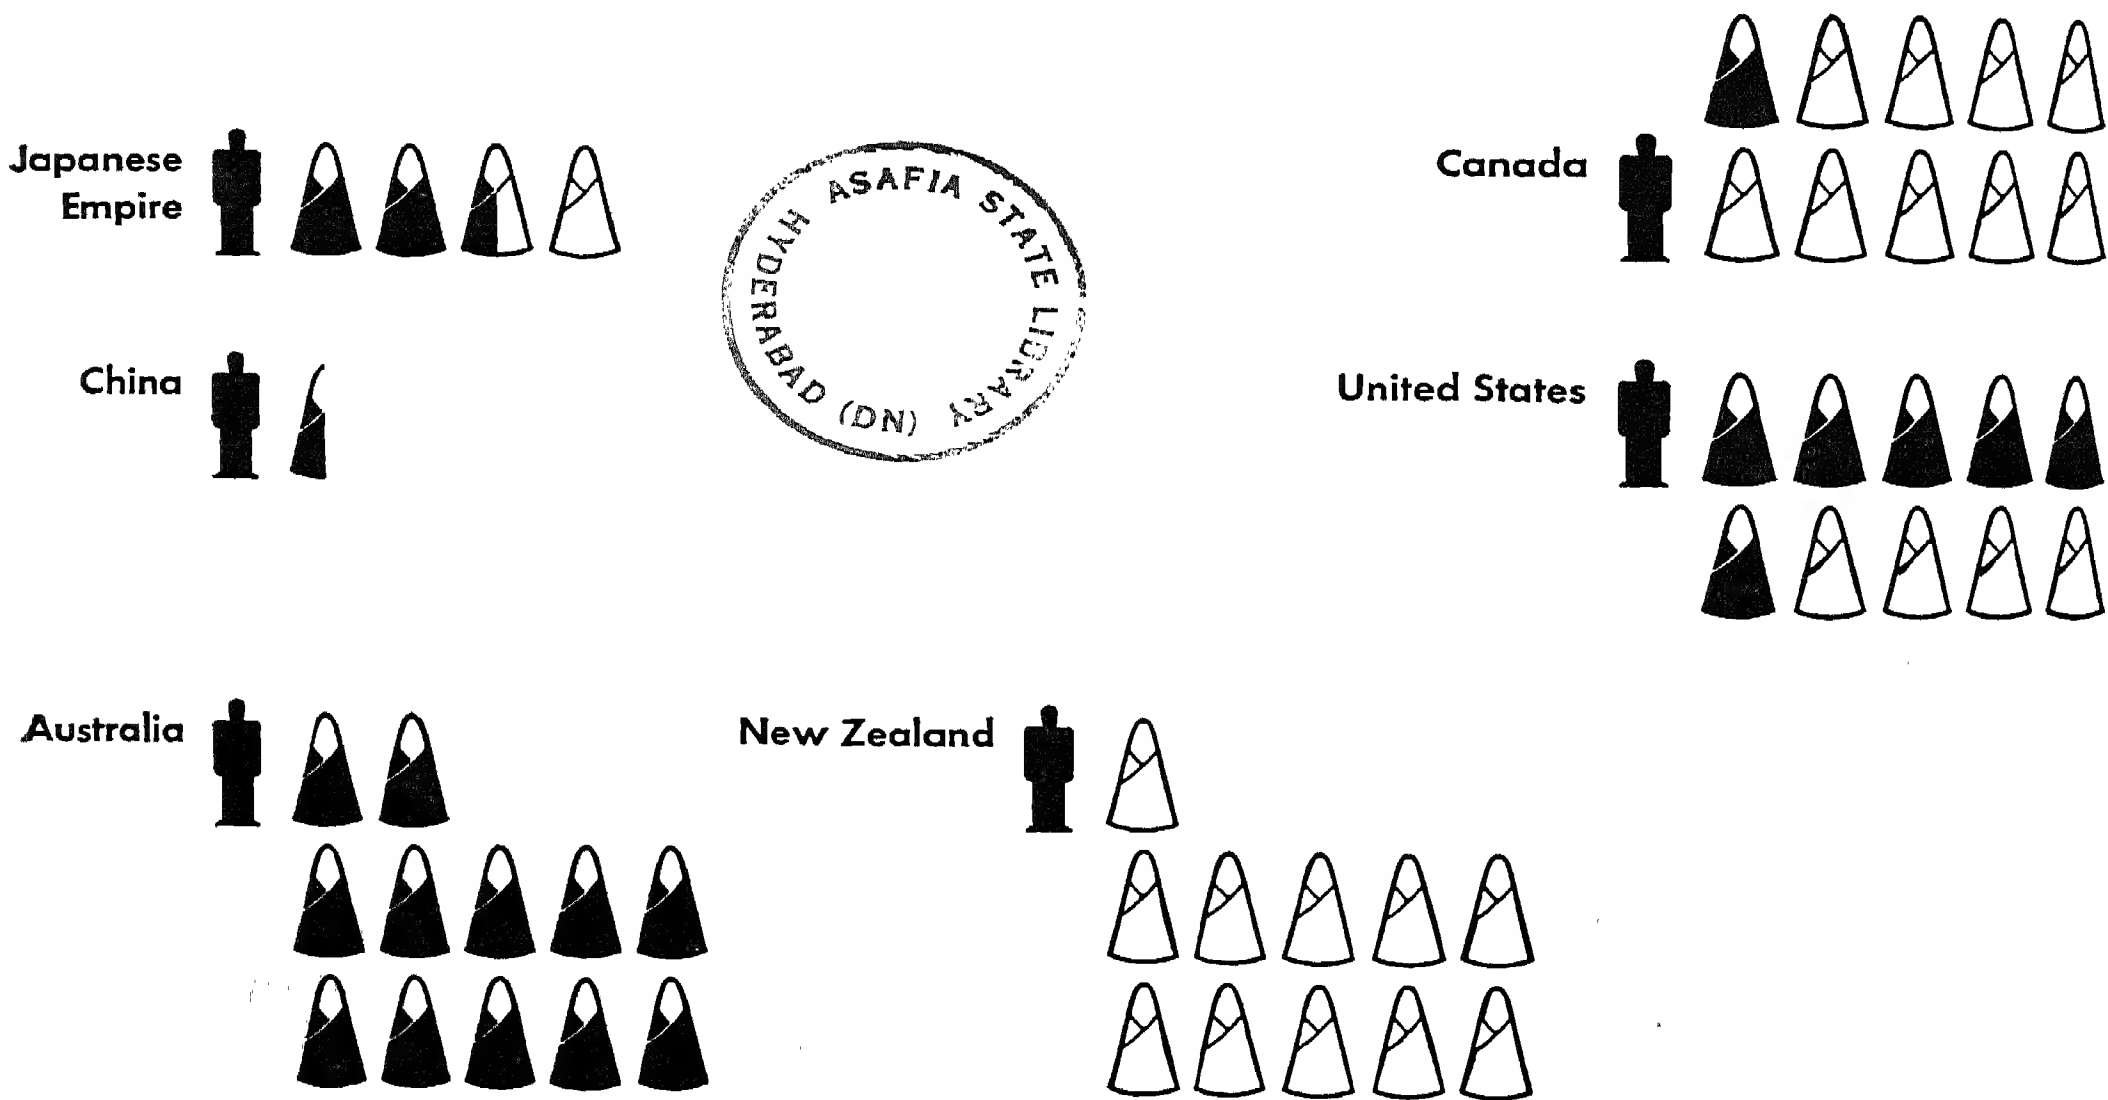 Japanese
Empire
HYDERABAD (DN)
ASAFIA STATE LIBRARY
Canada
China
United States
Australia
New Zealand